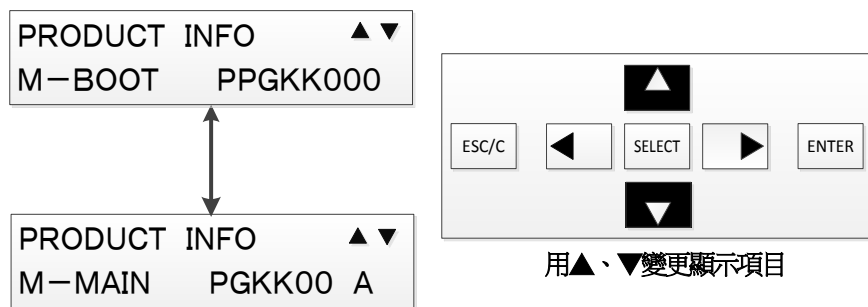 PRODUCT INFO ▲ ▼
M－BOOT PPGKK000
PRODUCT INFO ▲ ▼
M－MAIN PGKK00 A
ESC/C
SELECT
ENTER
用▲、▼變更顯示項目